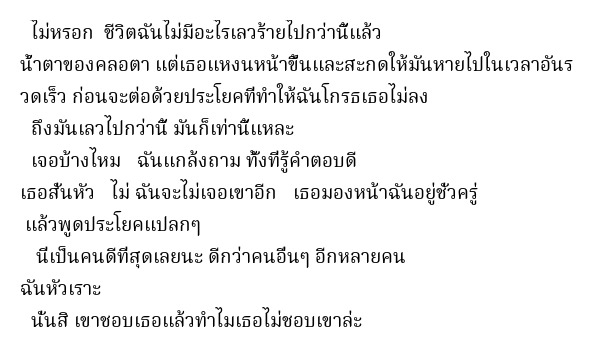 ไม่หรอก  ชีวิตฉันไม่มีอะไรเลวร้ายไปกว่านี้แล้ว
น้ำตาของคลอตา แต่เธอแหงนหน้าขึ้นและสะกดให้มันหายไปในเวลาอันร
วดเร็ว ก่อนจะต่อด้วยประโยคที่ทำให้ฉันโกรธเธอไม่ลง
ถึงมันเลวไปกว่านี้ มันก็เท่านี้แหละ
เจอบ้างไหม   ฉันแกล้งถาม ทั้งที่รู้คำตอบดี
เธอสั่นหัว   ไม่ ฉันจะไม่เจอเขาอีก   เธอมองหน้าฉันอยู่ชั่วครู่
แล้วพูดประโยคแปลกๆ
นี่เป็นคนดีที่สุดเลยนะ ดีกว่าคนอื่นๆ อีกหลายคน
ฉันหัวเราะ
นั่นสิ เขาชอบเธอแล้วทำไมเธอไม่ชอบเขาล่ะ